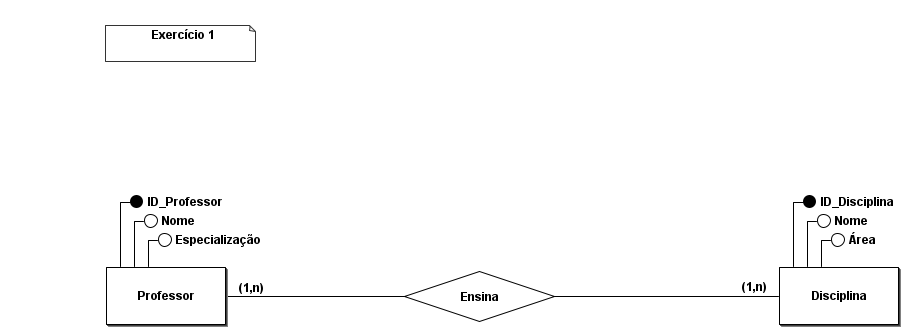 Exercício 1
ID_Professor
Nome
Especialização
Professor
(1,n)
Ensina
(1,n)
ID_Disciplina
Nome
Área
Disciplina